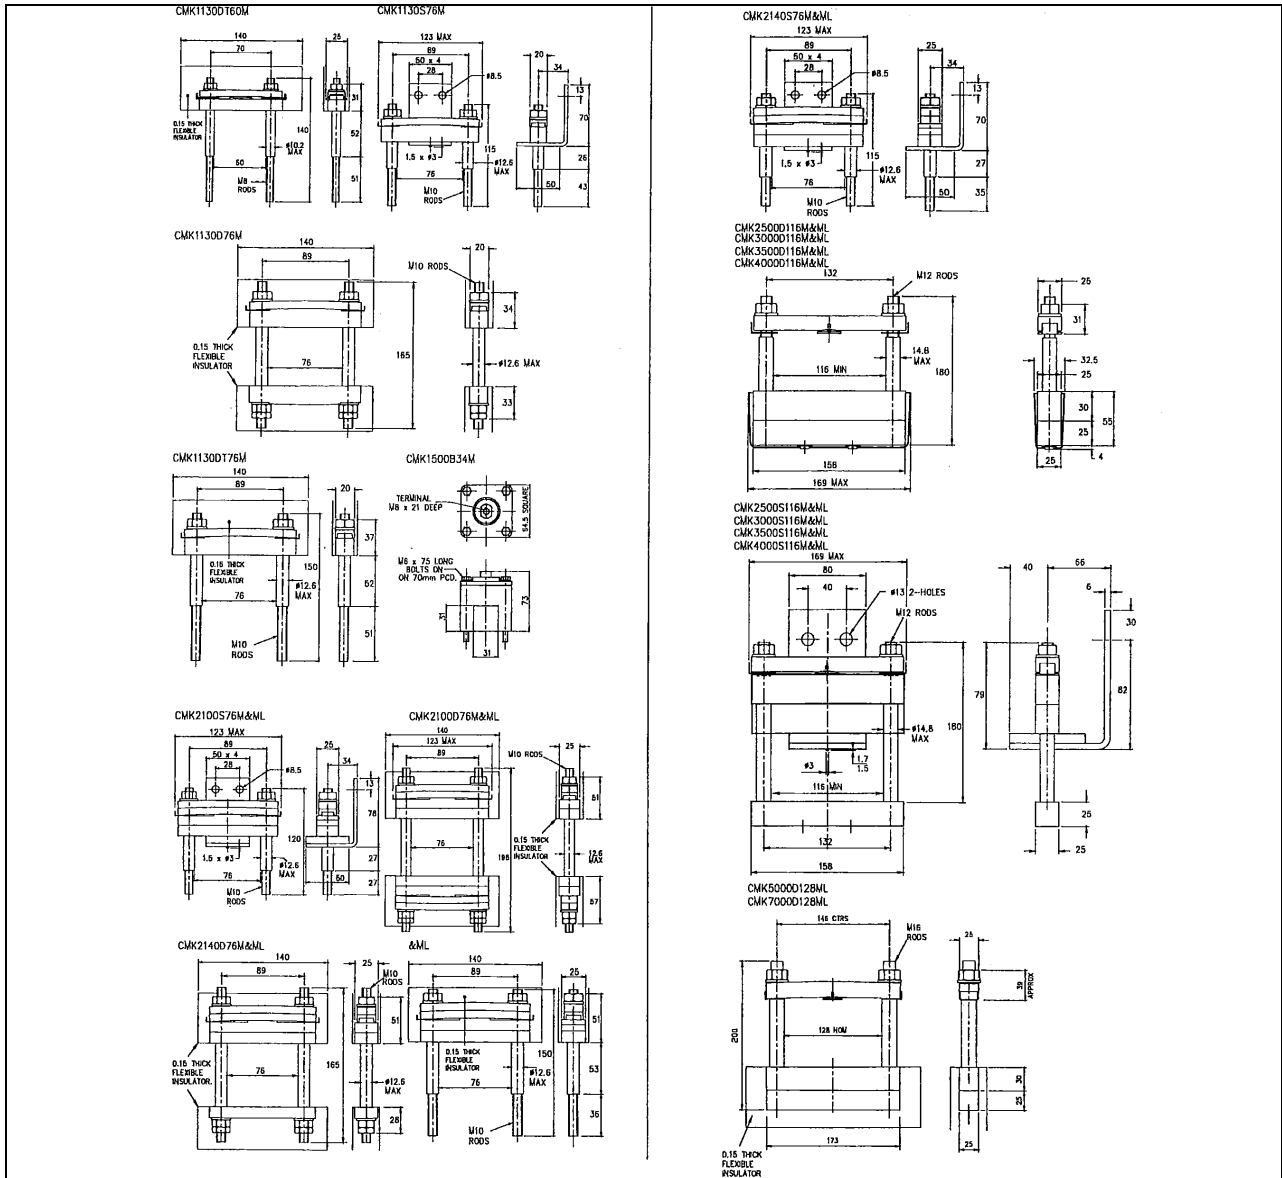 CMK1130DT60M
140
70
25
0.15 THICK
FLEXIBLE
INSULATOR
ø10.2
MAX
140
60
M8
RODS
31
52
51
CMK1130S76M
123 MAX
89
50 x 4
28
ø8.5
20
34
13
70
115
1.5 x ø3
ø12.6
MAX
76
M10
RODS
26
50
43
CMK1130D76M
140
89
20
M10 RODS
34
0.15 THICK
FLEXIBLE
INSULATOR
76
165
ø12.6 MAX
33
CMK1130DT76M
140
89
20
0.15 THICK
FLEXIBLE
INSULATOR
150
37
ø12.6
MAX
76
52
M10
RODS
51
CMK1500B34M
TERMINAL
M8 x 21 DEEP
54.5 SQUARE
M6 x 75 LONG
BOLTS ON
ON 70mm PCD.
31
73
31
CMK2100S76M&ML
123 MAX
89
50 x 4
28
ø8.5
25
34
13
78
120
1.5 x ø3
ø12.6
MAX
76
M10
RODS
27
50
27
CMK2100D76M&ML
140
123 MAX
89
25
M10 RODS
51
0.15 THICK
FLEXIBLE
INSULATOR
76
12.6
MAX
57
CMK2140D76M&ML
140
89
25
M10
RODS
51
0.15 THICK
FLEXIBLE
INSULATOR.
76
165
ø12.6
MAX
28
&ML
140
89
25
0.15 THICK
FLEXIBLE
INSULATOR
150
51
ø12.6
MAX
76
53
M10
RODS
36
CMK2140S76M&ML
123 MAX
89
50 x 4
28
ø8.5
25
34
13
70
115
1.5 x ø3
ø12.6
MAX
76
M10
RODS
27
50
35
CMK2500D116M&ML
CMK3000D116M&ML
CMK3500D116M&ML
CMK4000D116M&ML
132
M12 RODS
25
31
14.8
MAX
180
116 MIN
32.5
25
30
55
25
4
25
158
169 MAX
CMK2500S116M&ML
CMK3000S116M&ML
CMK3500S116M&ML
CMK4000S116M&ML
169 MAX
80
40
ø13 2-HOLES
M12 RODS
40
66
6
30
79
82
180
ø14.8
MAX
ø3
1.7
1.5
116 MIN
25
132
25
158
CMK5000D128ML
CMK7000D128ML
146 CTRS
M16
RODS
25
39
APPROX
200
128 NOM
30
25
173
25
0.15 THICK
FLEXIBLE
INSULATOR